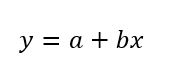 y = a + bx